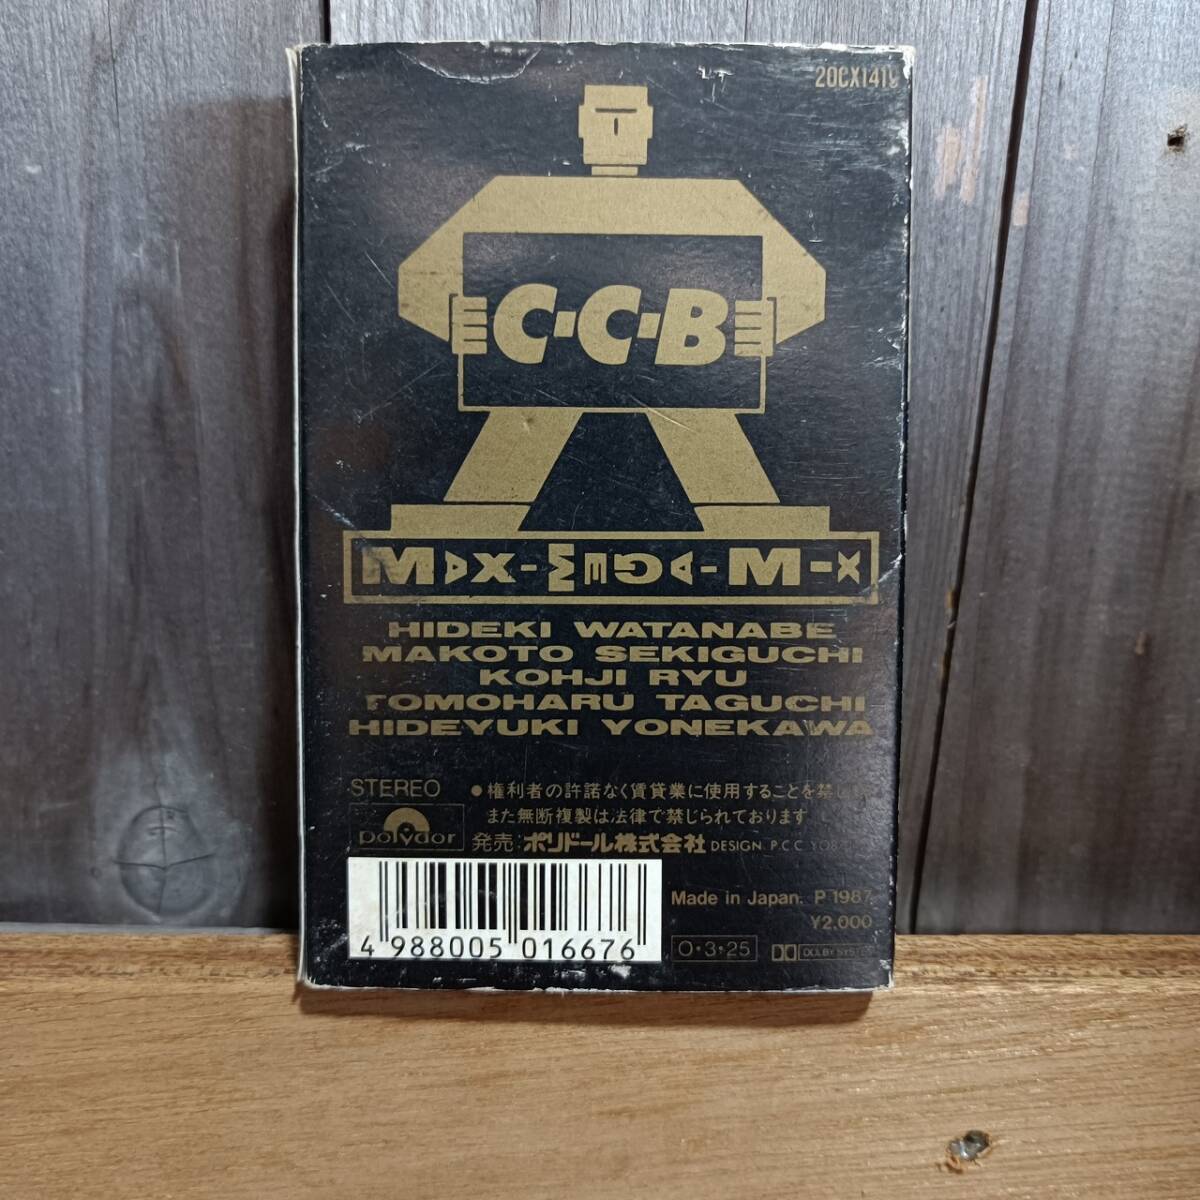 C-C-B
MAX-MEGA-MIX
HIDEKI WATANABE
MAKOTO SEKIGUCHI
KOHJI RYU
TOMOHARU TAGUCHI
HIDEYUKI YONEKAWA
STEREO
●権利者の許諾なく賃貸業に使用することを禁じ
また無断複製は法律で禁じられております
polydor
発売:ポリドール株式会社 DESIGN P.C.C.
Made in Japan. P 1987
¥2,000
4 988005 016676
O・3・25
DOLBY